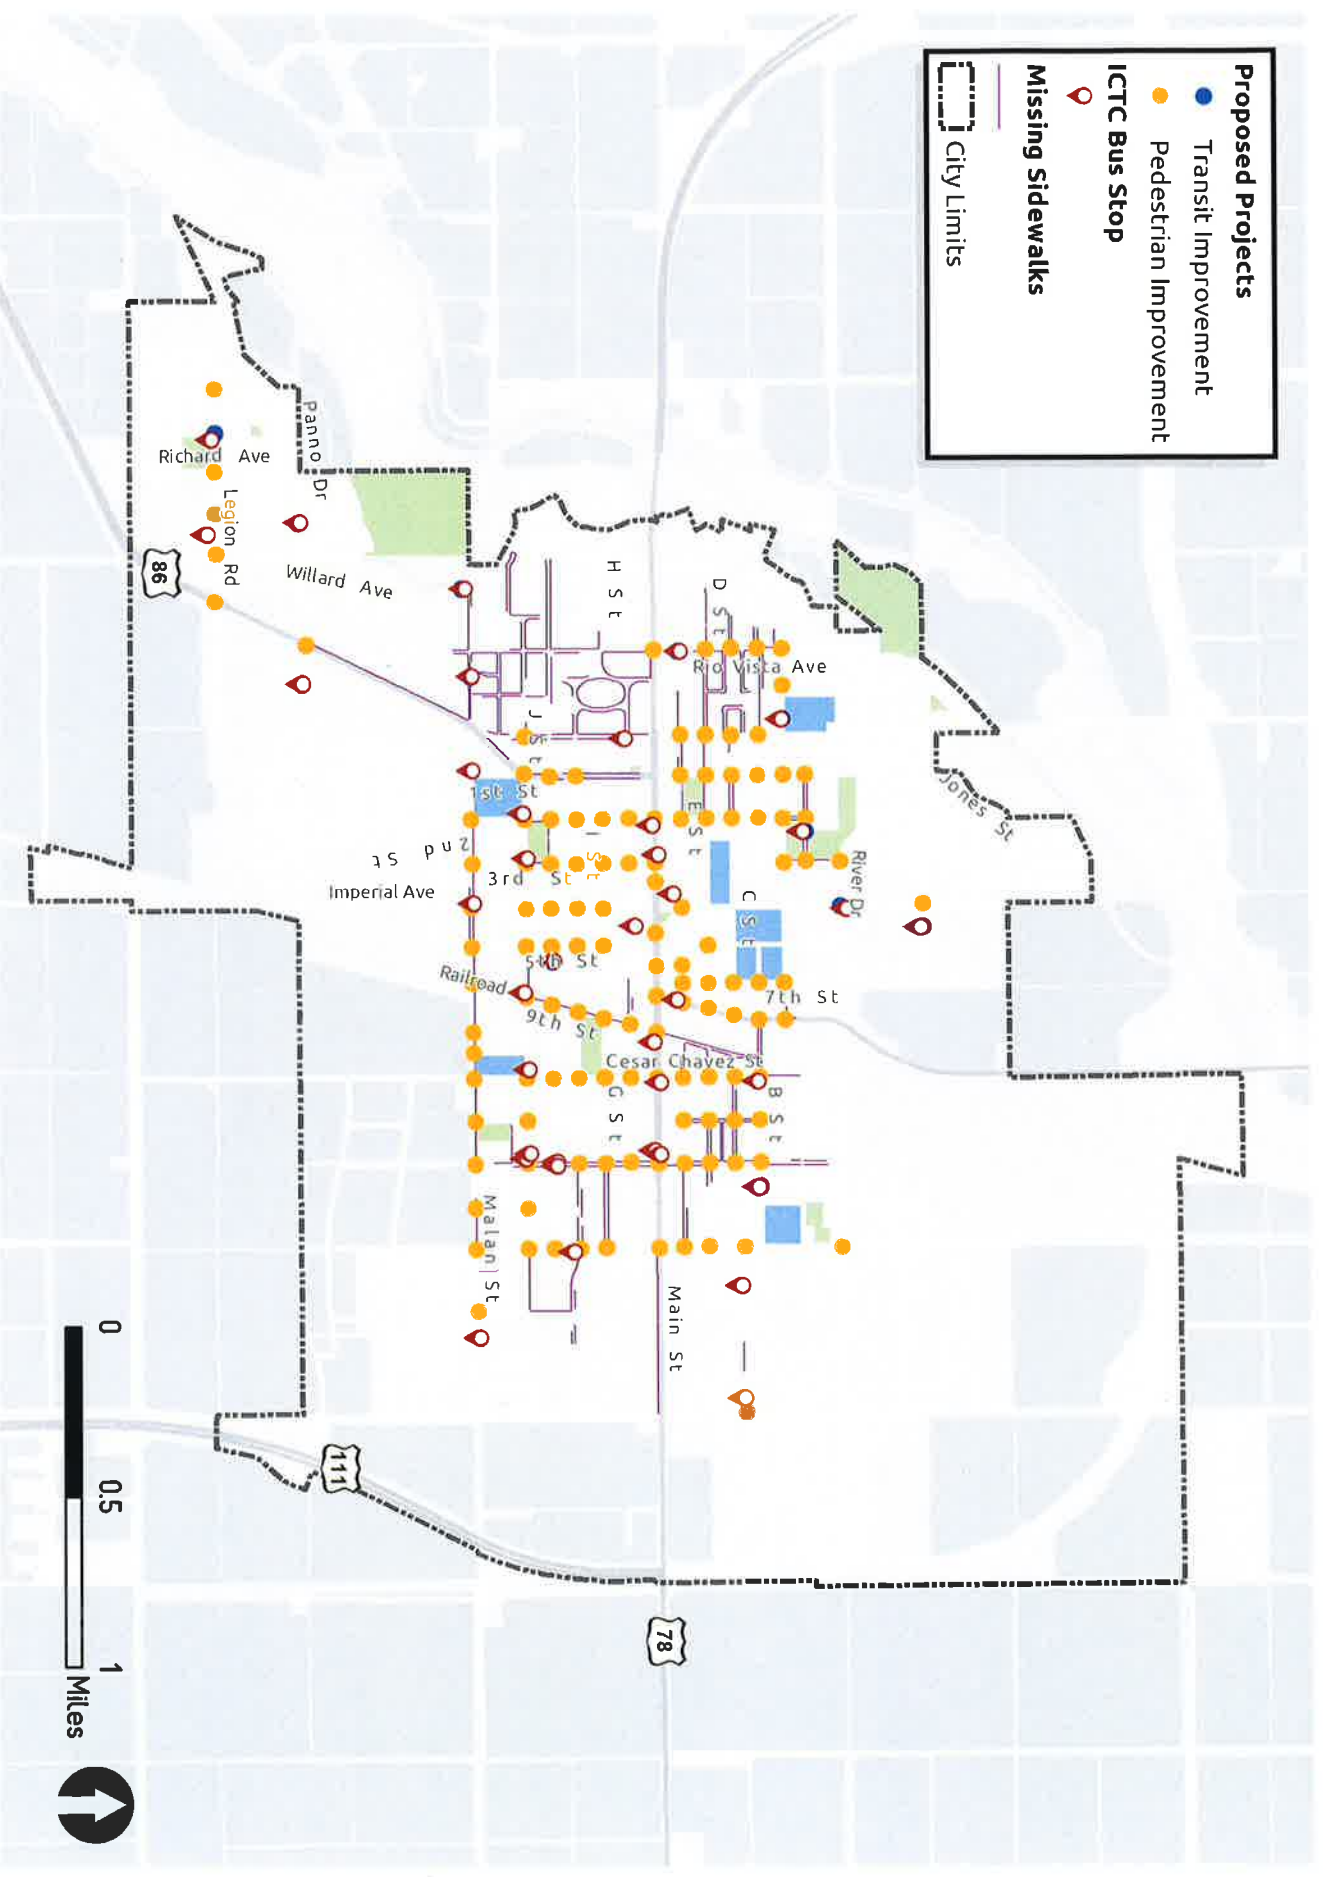 Proposed Projects
Transit Improvement
Pedestrian Improvement
ICTC Bus Stop
Missing Sidewalks
City Limits
Jones St
River Dr
7th St
Rio Vista Ave
B St
C St
D St
E St
Main St
Cesar Chavez St
G St
H St
I St
9th St
5th St
3rd St
J St
1st St
Malan St
Railroad
2nd St
Imperial Ave
Willard Ave
Panno Dr
Legion Rd
Richard Ave
86
111
78
0 0.5 1
Miles